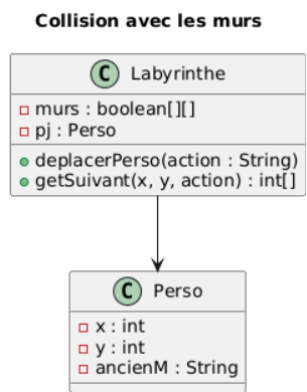 Collision avec les murs
C Labyrinthe
murs : boolean[][]
pj : Perso
deplacerPerso(action : String)
getSuivant(x, y, action) : int[]
C Perso
x : int
y : int
ancienM : String